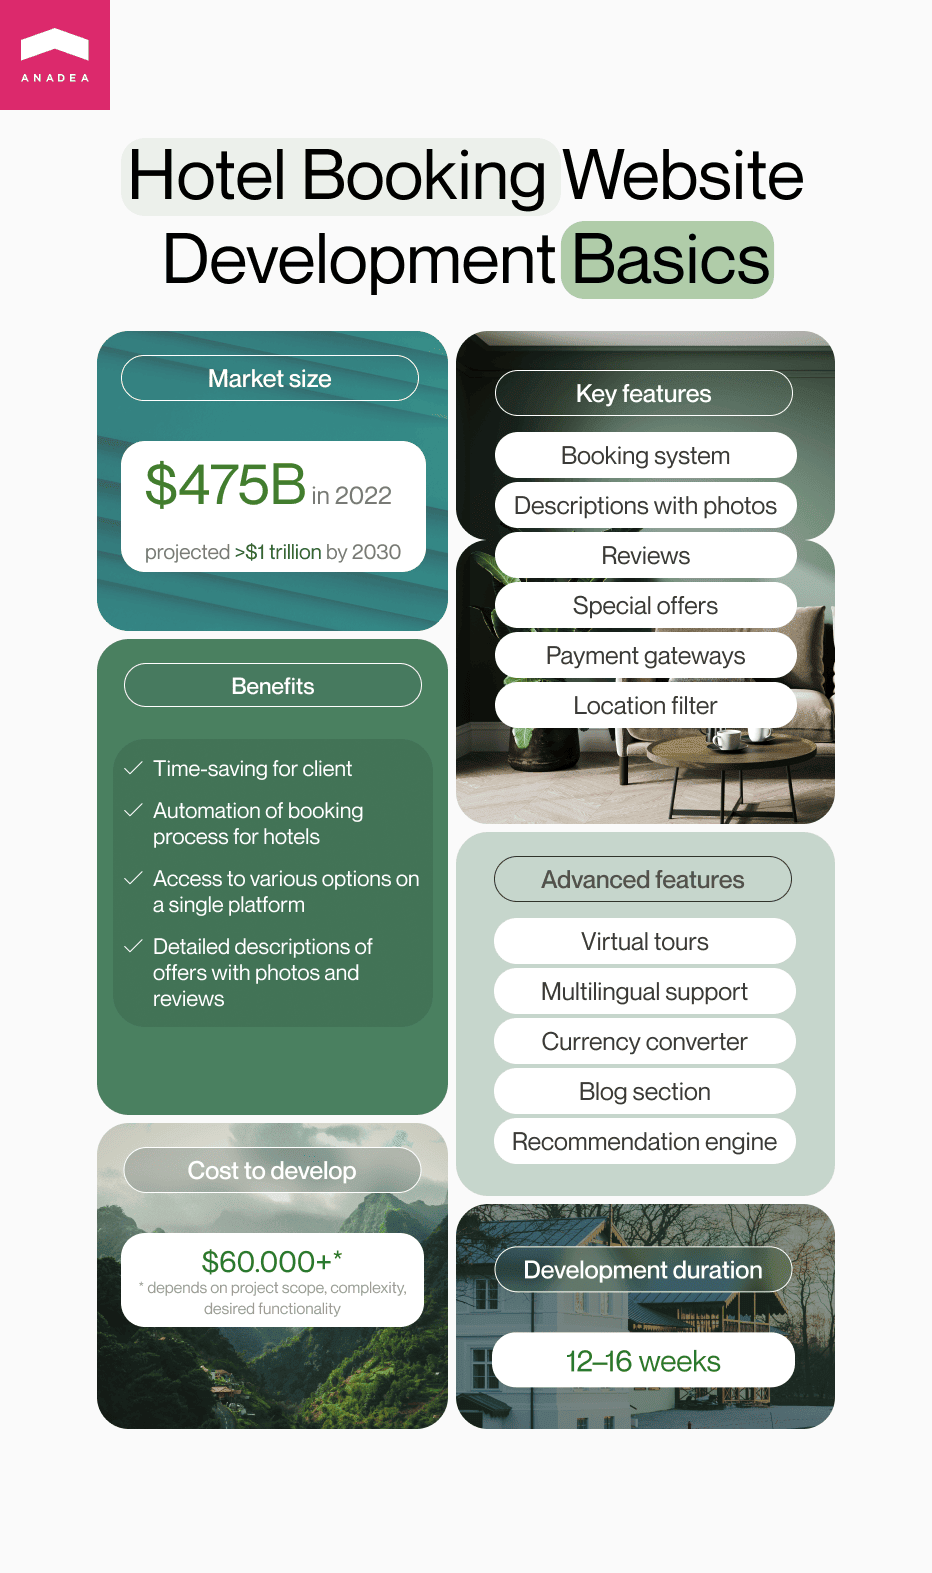 ANADEA
Hotel Booking Website
Development Basics
Market size
$475B in 2022
projected >$1 trillion by 2030
Benefits
Time-saving for client
Automation of booking
process for hotels
Access to various options on
a single platform
Detailed descriptions of
offers with photos and
reviews
Cost to develop
$60.000+*
* depends on project scope, complexity,
desired functionality
Key features
Booking system
Descriptions with photos
Reviews
Special offers
Payment gateways
Location filter
Advanced features
Virtual tours
Multilingual support
Currency converter
Blog section
Recommendation engine
Development duration
12–16 weeks